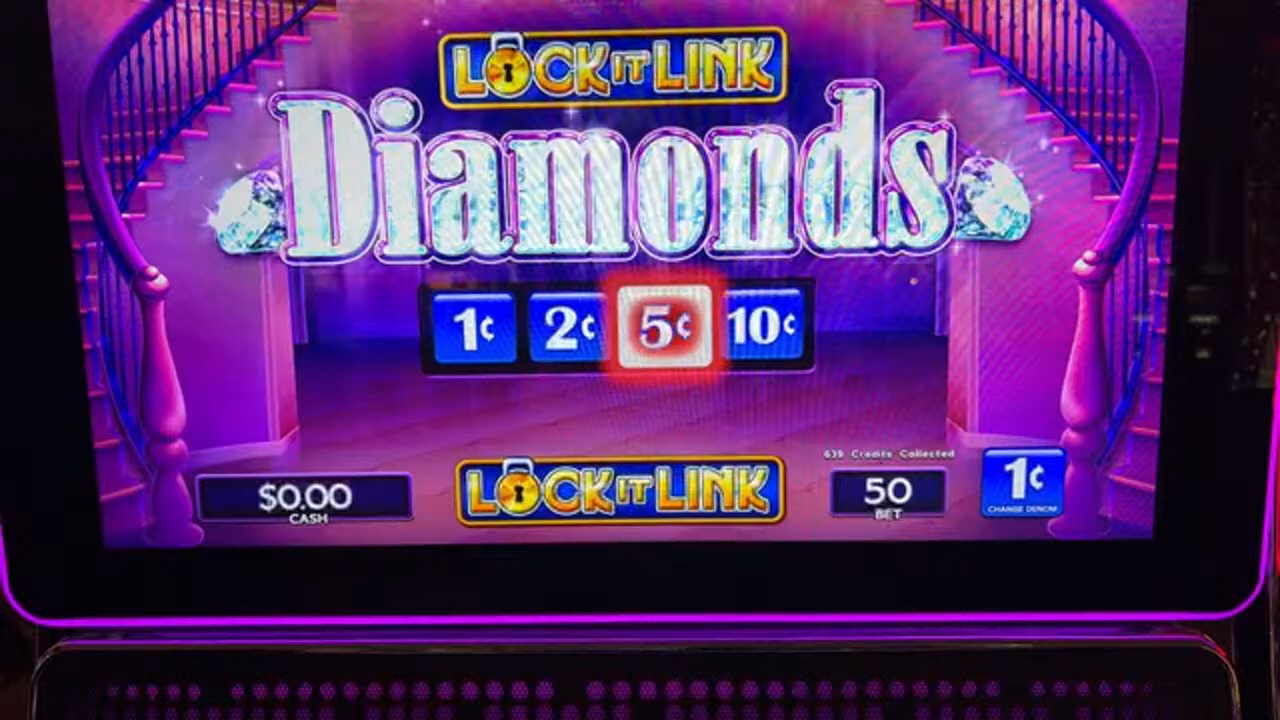 LOCK IT LINK
Diamonds
1¢ 2¢ 5¢ 10¢
639 Credits Collected
$0.00
CASH
LOCK IT LINK
50
BET
1¢
CHANGE DENOM